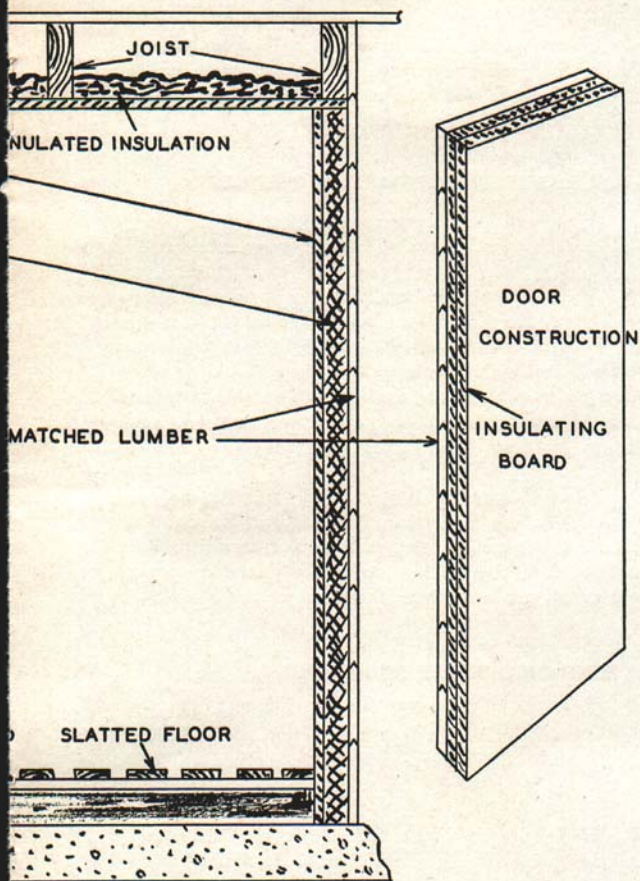 JOIST
NULATED INSULATION
DOOR
CONSTRUCTION
MATCHED LUMBER
INSULATING
BOARD
SLATTED FLOOR